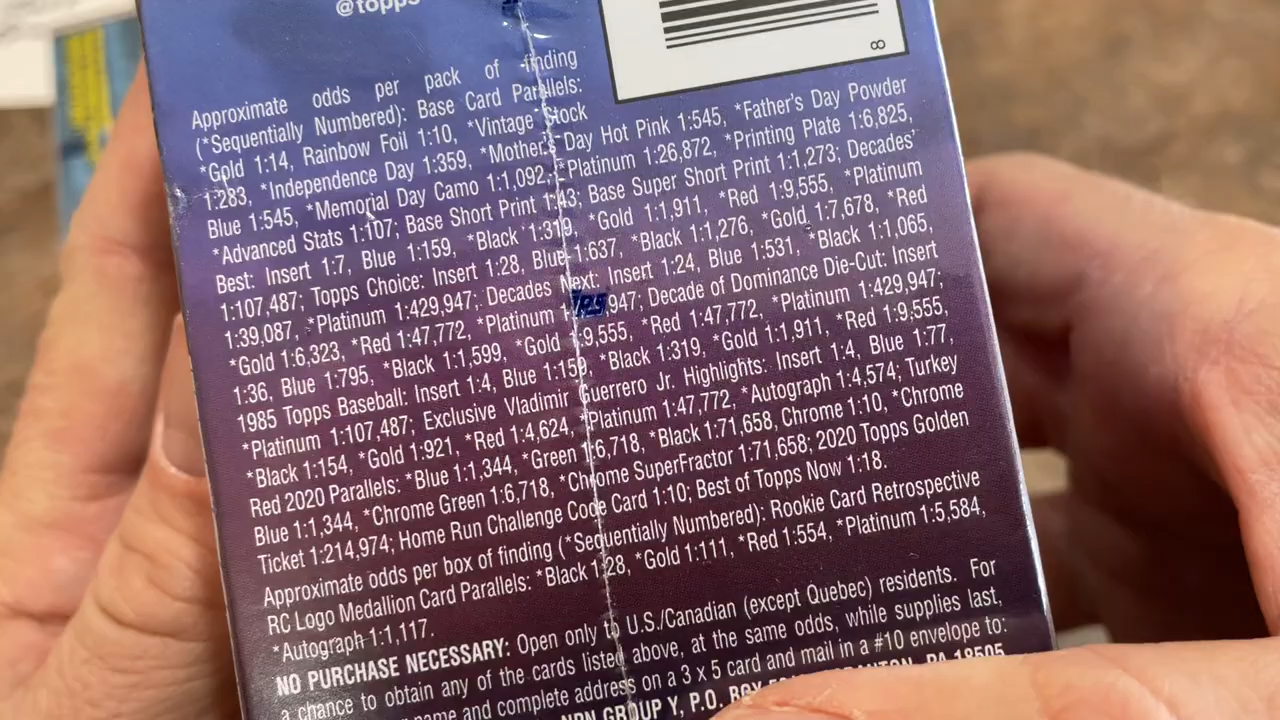 @topps
8
Approximate odds per pack of finding
(*Sequentially Numbered): Base Card Parallels:
*Gold 1:14, Rainbow Foil 1:10, *Vintage Stock
1:283, *Independence Day 1:359, *Mother's Day Hot Pink 1:545, *Father's Day Powder
Blue 1:545, *Memorial Day Camo 1:1,092, *Platinum 1:26,872, *Printing Plate 1:6,825,
*Advanced Stats 1:107; Base Short Print 1:43; Base Super Short Print 1:1,273; Decades'
Best: Insert 1:7, Blue 1:159, *Black 1:319, *Gold 1:1,911, *Red 1:9,555, *Platinum
1:107,487; Topps Choice: Insert 1:28, Blue 1:637, *Black 1:1,276, *Gold 1:7,678, *Red
1:39,087, *Platinum 1:429,947; Decades Next: Insert 1:24, Blue 1:531, *Black 1:1,065,
*Gold 1:6,323, *Red 1:47,772, *Platinum 947; Decade of Dominance Die-Cut: Insert
1:36, Blue 1:795, *Black 1:1,599, *Gold 1:9,555, *Red 1:47,772, *Platinum 1:429,947;
1985 Topps Baseball: Insert 1:4, Blue 1:159, *Black 1:319, *Gold 1:1,911, *Red 1:9,555,
*Platinum 1:107,487; Exclusive Vladimir Guerrero Jr. Highlights: Insert 1:4, Blue 1:77,
*Black 1:154, *Gold 1:921, *Red 1:4,624, *Platinum 1:47,772, *Autograph 1:4,574; Turkey
Red 2020 Parallels: *Blue 1:1,344, *Green 1:6,718, *Black 1:71,658, Chrome 1:10, *Chrome
Blue 1:1,344, *Chrome Green 1:6,718, *Chrome SuperFractor 1:71,658; 2020 Topps Golden
Ticket 1:214,974; Home Run Challenge Code Card 1:10; Best of Topps Now 1:18.
Approximate odds per box of finding (*Sequentially Numbered): Rookie Card Retrospective
RC Logo Medallion Card Parallels: *Black 1:28, *Gold 1:111, *Red 1:554, *Platinum 1:5,584,
*Autograph 1:1,117.
NO PURCHASE NECESSARY: Open only to U.S./Canadian (except Quebec) residents. For
a chance to obtain any of the cards listed above, at the same odds, while supplies last,
name and complete address on a 3 x 5 card and mail in a #10 envelope to:
NPN GROUP Y, P.O. BOX PA 18505